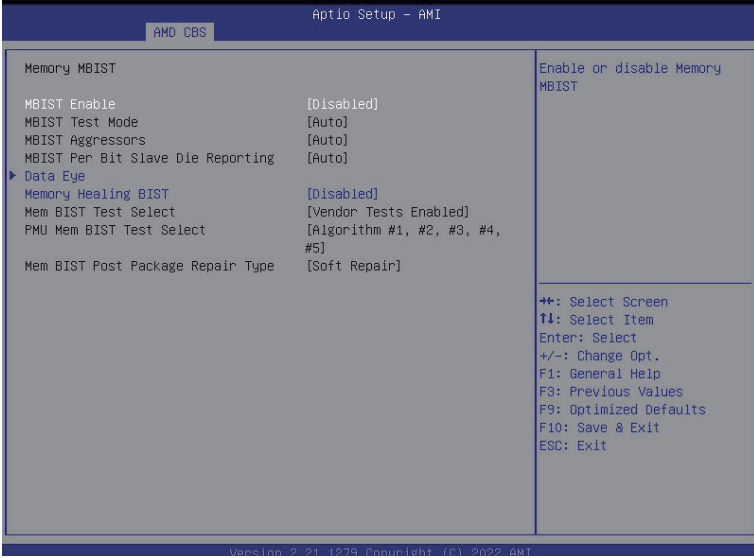 Aptio Setup – AMI
AMD CBS
Memory MBIST
MBIST Enable [Disabled]
MBIST Test Mode [Auto]
MBIST Aggressors [Auto]
MBIST Per Bit Slave Die Reporting [Auto]
Data Eye
Memory Healing BIST [Disabled]
Mem BIST Test Select [Vendor Tests Enabled]
PMU Mem BIST Test Select [Algorithm #1, #2, #3, #4,
#5]
Mem BIST Post Package Repair Type [Soft Repair]
Enable or disable Memory
MBIST
→←: Select Screen
↑↓: Select Item
Enter: Select
+/-: Change Opt.
F1: General Help
F3: Previous Values
F9: Optimized Defaults
F10: Save & Exit
ESC: Exit
Version 2.21.1279 Copyright (C) 2022 AMI